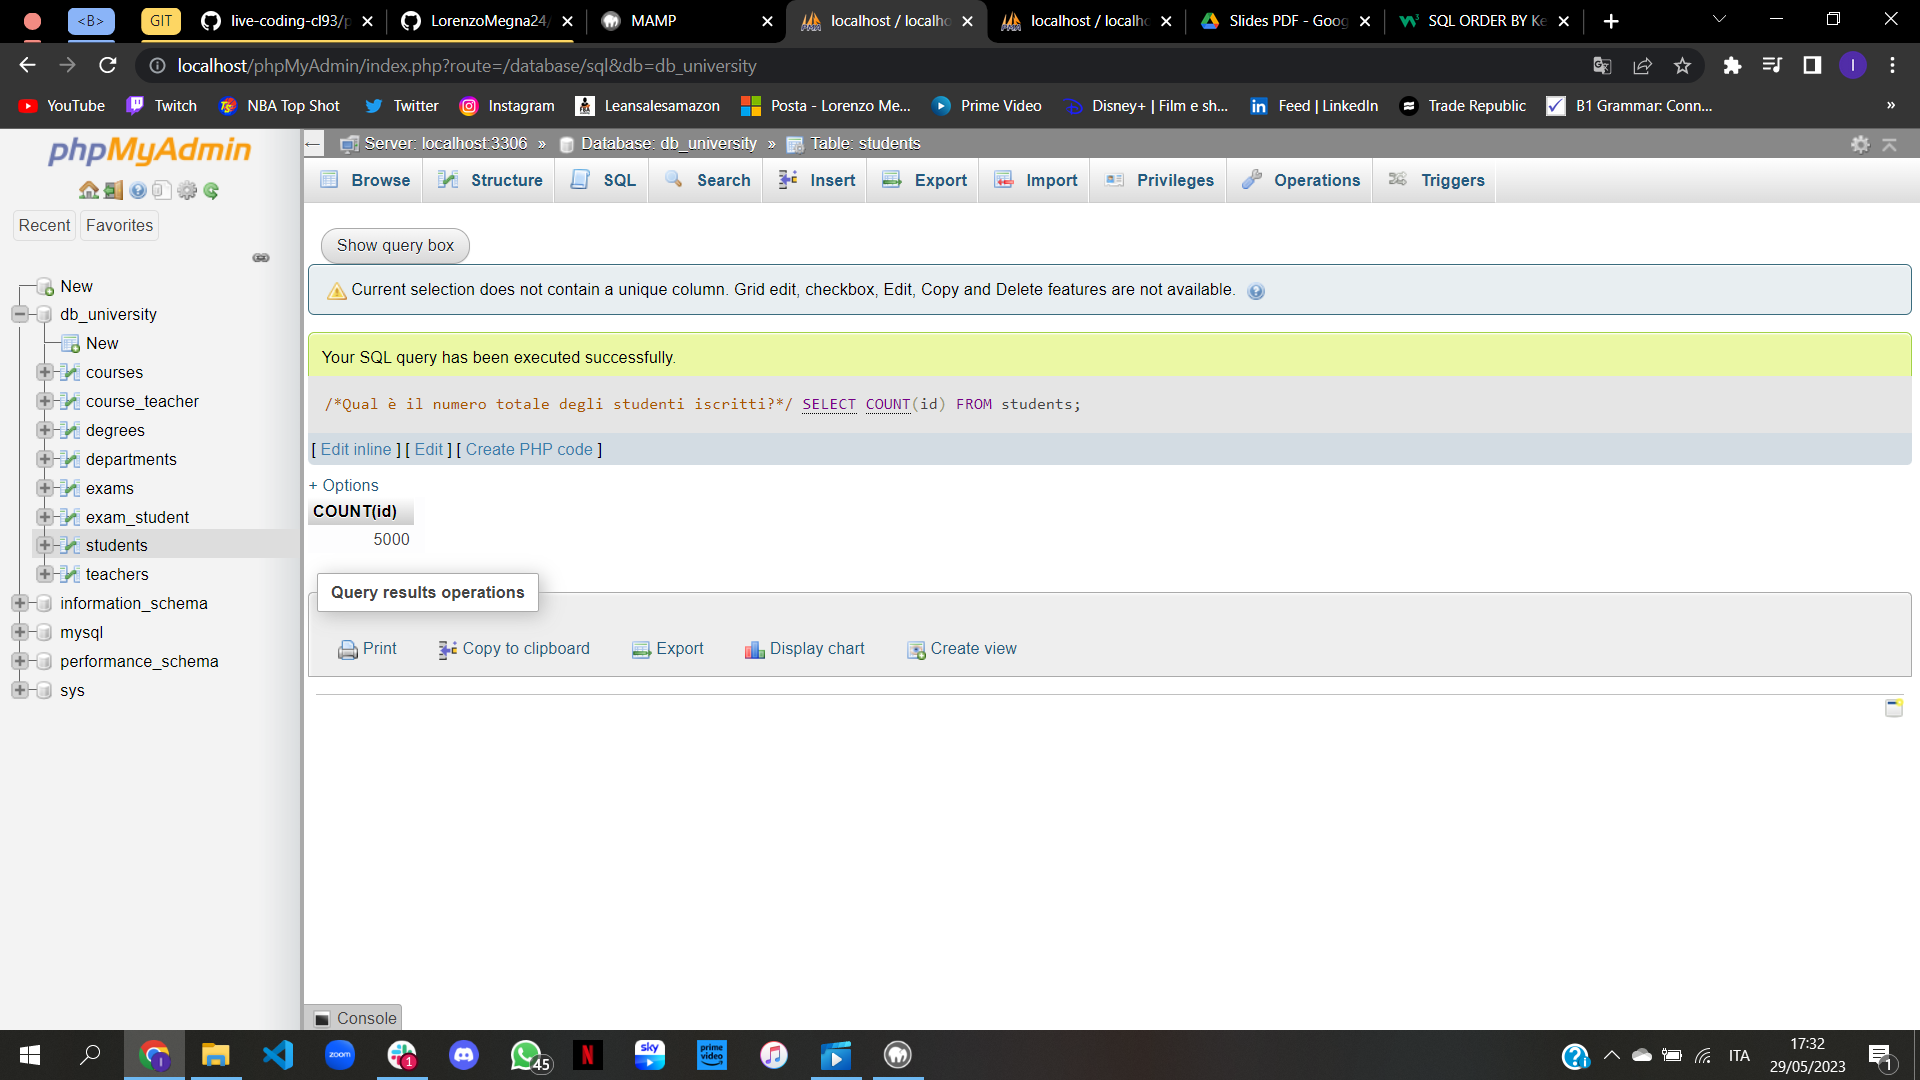 <B>
GIT
live-coding-cl93/p
LorenzoMegna24/
MAMP
localhost / localho
localhost / localho
Slides PDF - Goog
SQL ORDER BY Ke
localhost/phpMyAdmin/index.php?route=/database/sql&db=db_university
I
YouTube
Twitch
NBA Top Shot
Twitter
Instagram
Leansalesamazon
Posta - Lorenzo Me...
Prime Video
Disney+ | Film e sh...
Feed | LinkedIn
Trade Republic
B1 Grammar: Conn...
»
phpMyAdmin
Recent
Favorites
New
db_university
New
courses
course_teacher
degrees
departments
exams
exam_student
students
teachers
information_schema
mysql
performance_schema
sys
Server: localhost:3306 » Database: db_university » Table: students
Browse
Structure
SQL
Search
Insert
Export
Import
Privileges
Operations
Triggers
Show query box
Current selection does not contain a unique column. Grid edit, checkbox, Edit, Copy and Delete features are not available.
Your SQL query has been executed successfully.
/*Qual è il numero totale degli studenti iscritti?*/ SELECT COUNT(id) FROM students;
[ Edit inline ] [ Edit ] [ Create PHP code ]
+ Options
COUNT(id)
5000
Query results operations
Print
Copy to clipboard
Export
Display chart
Create view
Console
zoom
1
45
N
sky
prime video
ITA
17:32
29/05/2023
1